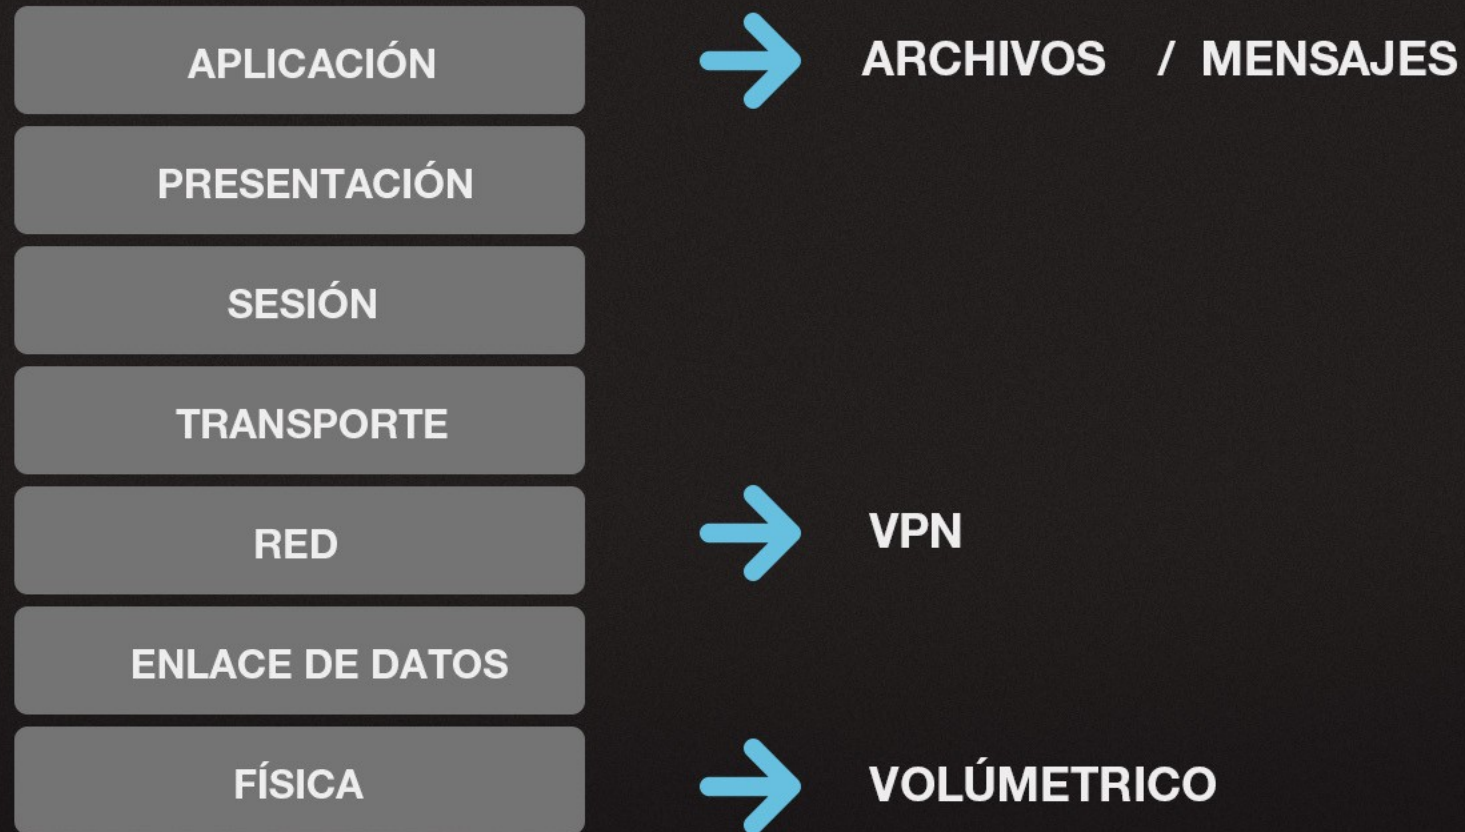 APLICACIÓN
ARCHIVOS / MENSAJES
PRESENTACIÓN
SESIÓN
TRANSPORTE
RED
VPN
ENLACE DE DATOS
FÍSICA
VOLÚMETRICO